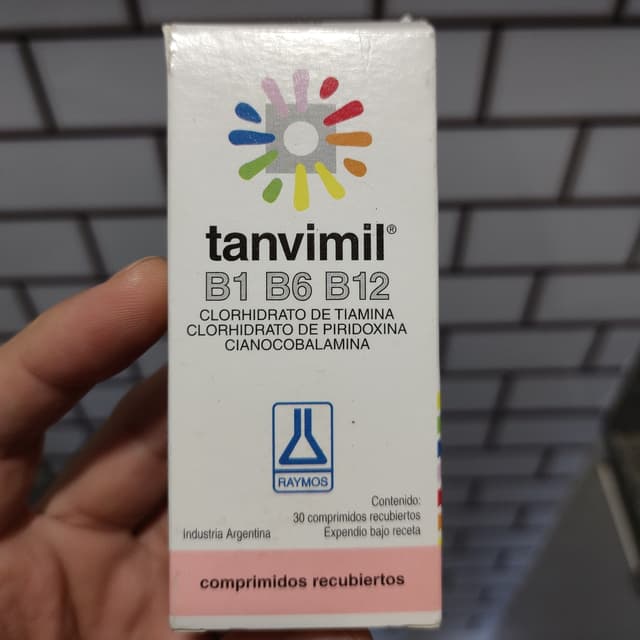 tanvimil®
B1 B6 B12
CLORHIDRATO DE TIAMINA
CLORHIDRATO DE PIRIDOXINA
CIANOCOBALAMINA
RAYMOS
Contenido:
30 comprimidos recubiertos
Industria Argentina Expendio bajo receta
comprimidos recubiertos